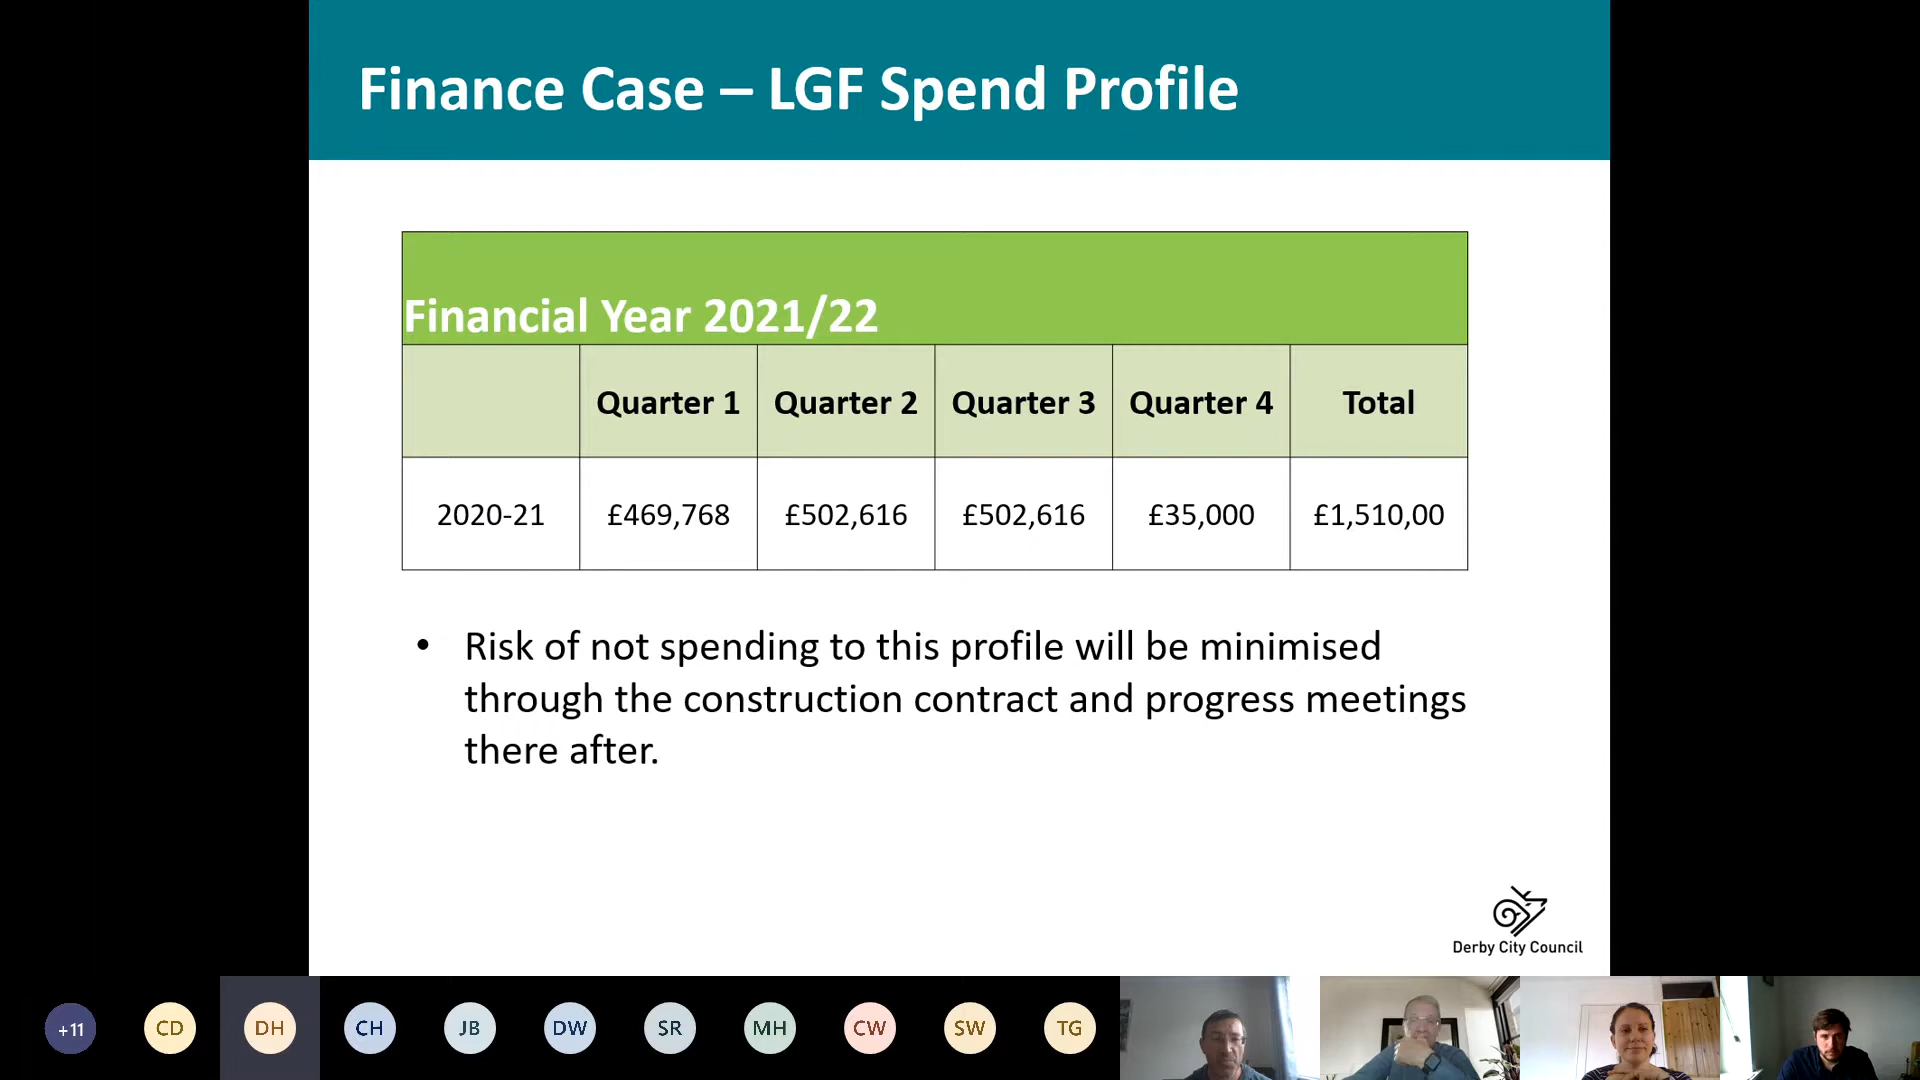 Finance Case – LGF Spend Profile
Financial Year 2021/22
Quarter 1 Quarter 2 Quarter 3 Quarter 4 Total
2020-21 £469,768 £502,616 £502,616 £35,000 £1,510,00
• Risk of not spending to this profile will be minimised
through the construction contract and progress meetings
there after.
Derby City Council
+11 CD DH CH JB DW SR MH CW SW TG